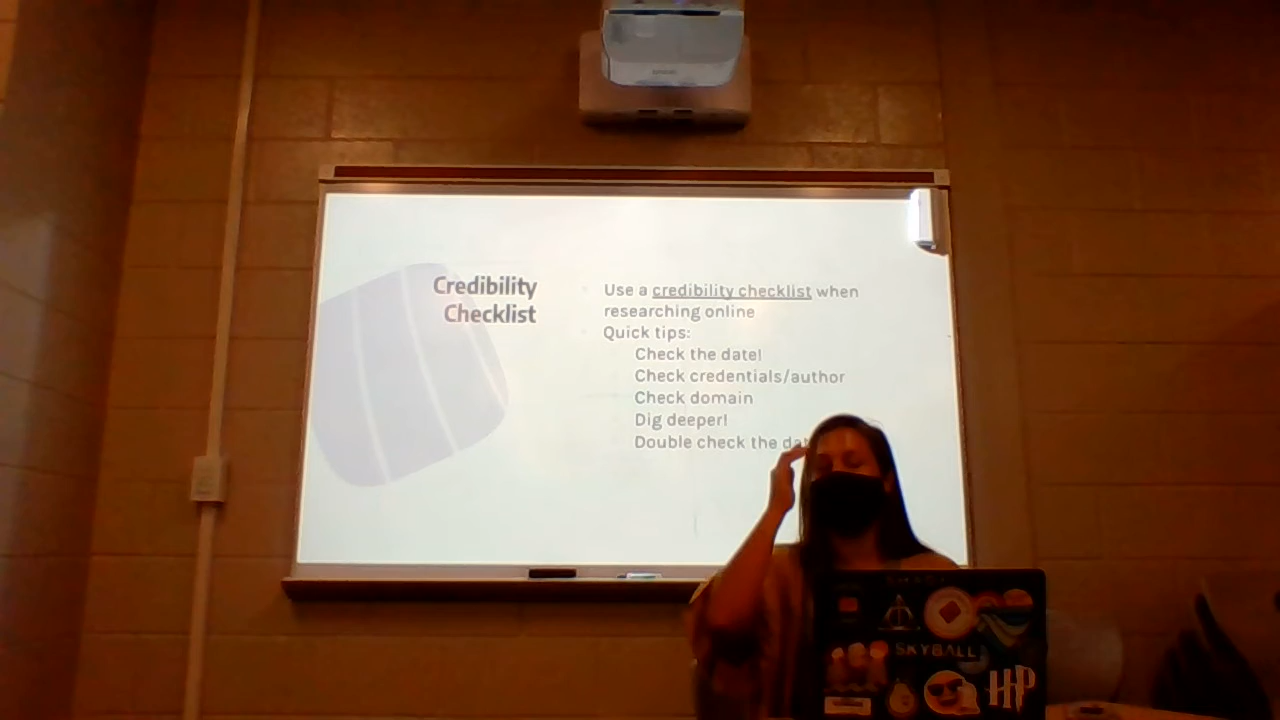 Credibility
Checklist
Use a credibility checklist when
researching online
Quick tips:
Check the date!
Check credentials/author
Check domain
Dig deeper!
Double check the dat
SKYBALL
HP